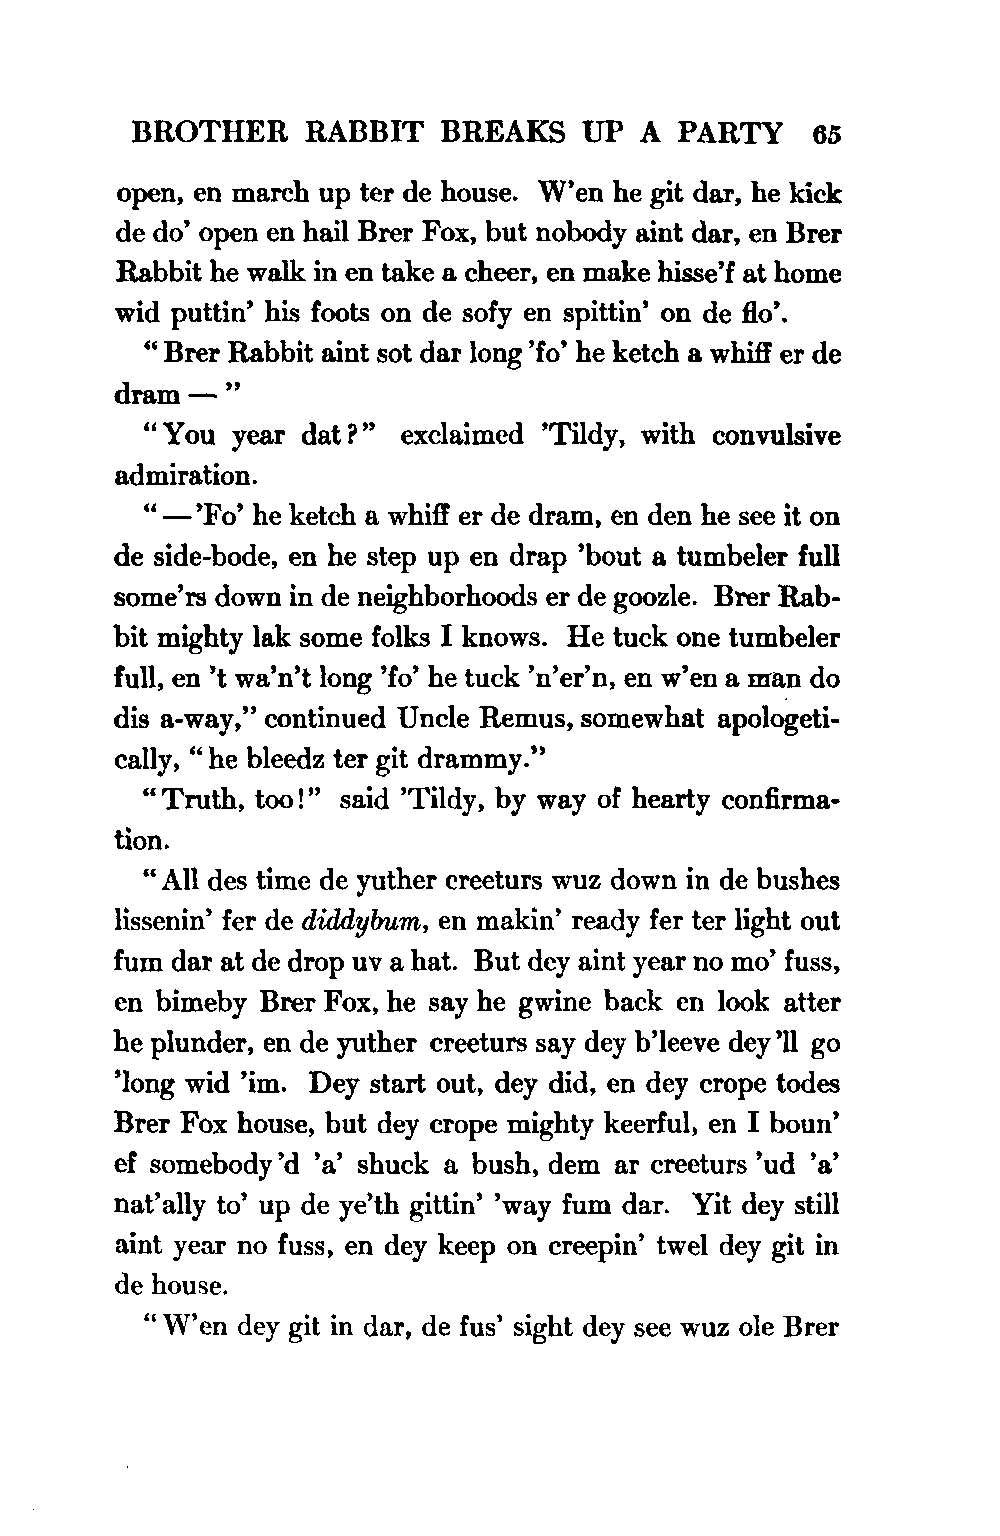 BROTHER RABBIT BREAKS UP A PARTY 65
open, en march up ter de house. W'en he git dar, he kick
de do' open en hail Brer Fox, but nobody aint dar, en Brer
Rabbit he walk in en take a cheer, en make hisse'f at home
wid puttin' his foots on de sofy en spittin' on de flo'.
"Brer Rabbit aint sot dar long 'fo' he ketch a whiff er de
dram — "
"You year dat?" exclaimed 'Tildy, with convulsive
admiration.
"—'Fo' he ketch a whiff er de dram, en den he see it on
de side-bode, en he step up en drap 'bout a tumbeler full
some'rs down in de neighborhoods er de goozle. Brer Rab-
bit mighty lak some folks I knows. He tuck one tumbeler
full, en 't wa'n't long 'fo' he tuck 'n'er'n, en w'en a man do
dis a-way," continued Uncle Remus, somewhat apologeti-
cally, "he bleedz ter git drammy."
"Truth, too!" said 'Tildy, by way of hearty confirma-
tion.
"All des time de yuther creeturs wuz down in de bushes
lissenin' fer de diddybum, en makin' ready fer ter light out
fum dar at de drop uv a hat. But dey aint year no mo' fuss,
en bimeby Brer Fox, he say he gwine back en look atter
he plunder, en de yuther creeturs say dey b'leeve dey 'll go
'long wid 'im. Dey start out, dey did, en dey crope todes
Brer Fox house, but dey crope mighty keerful, en I boun'
ef somebody 'd 'a' shuck a bush, dem ar creeturs 'ud 'a'
nat'ally to' up de ye'th gittin' 'way fum dar. Yit dey still
aint year no fuss, en dey keep on creepin' twel dey git in
de house.
"W'en dey git in dar, de fus' sight dey see wuz ole Brer